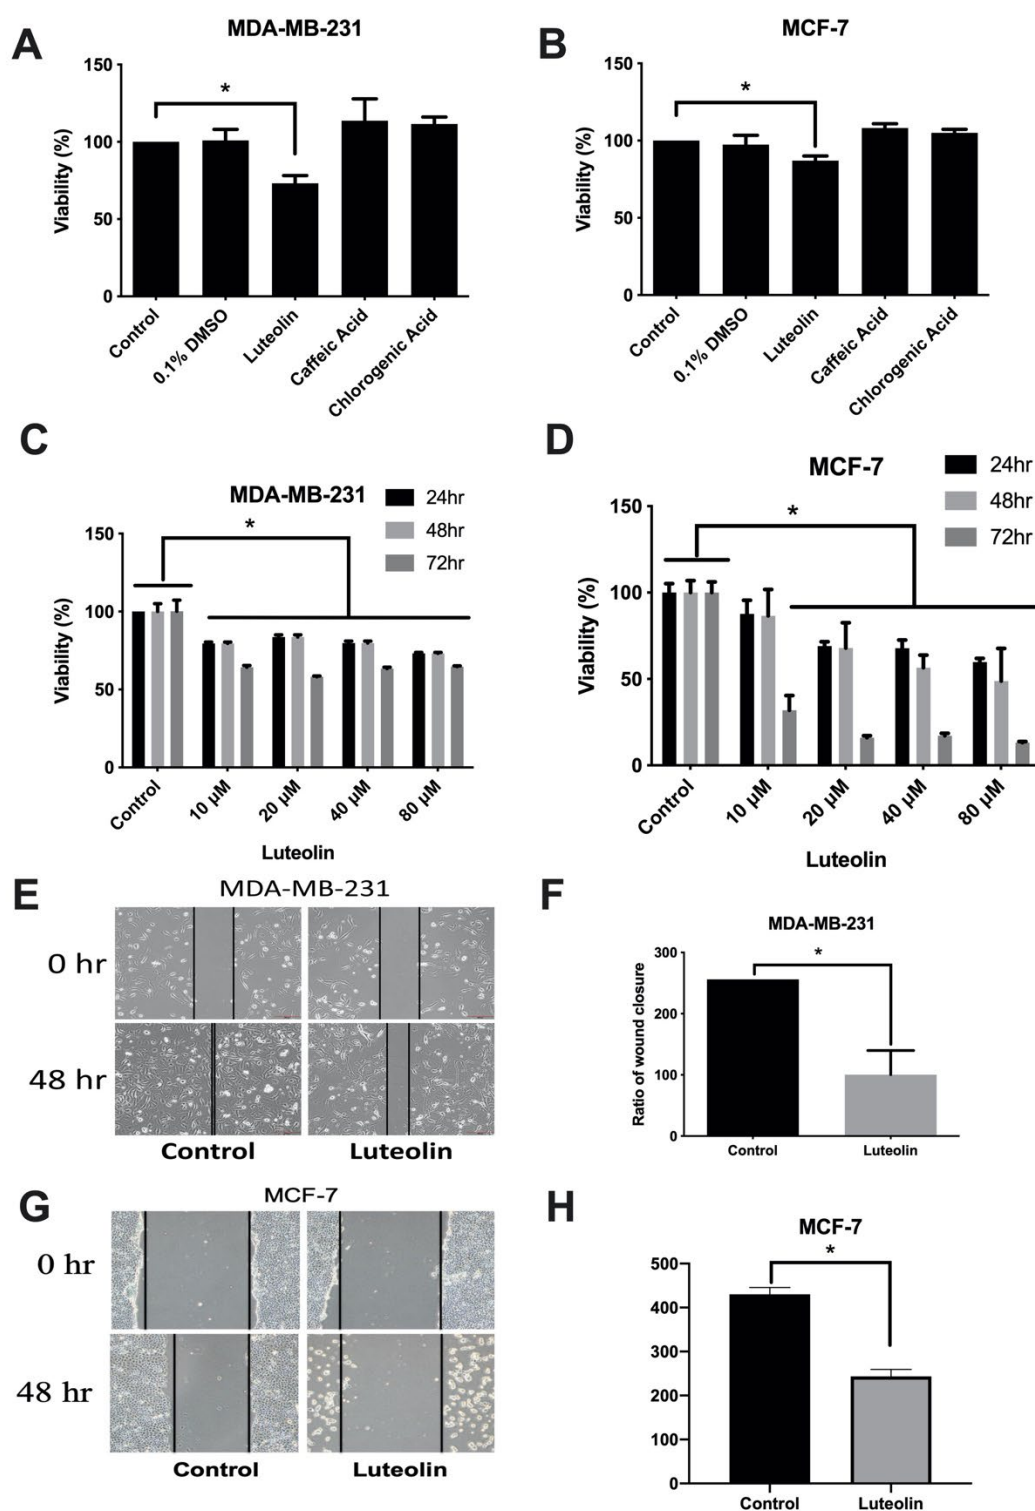 A
MDA-MB-231
Viability (%)
150
100
50
0
*
Control
0.1% DMSO
Luteolin
Caffeic Acid
Chlorogenic Acid
B
MCF-7
Viability (%)
150
100
50
0
*
Control
0.1% DMSO
Luteolin
Caffeic Acid
Chlorogenic Acid
C
MDA-MB-231
24hr
48hr
72hr
Viability (%)
150
100
50
0
*
Control
10 µM
20 µM
40 µM
80 µM
Luteolin
D
MCF-7
24hr
48hr
72hr
Viability (%)
150
100
50
0
*
Control
10 µM
20 µM
40 µM
80 µM
Luteolin
E
MDA-MB-231
0 hr
48 hr
Control
Luteolin
F
MDA-MB-231
Ratio of wound closure
300
200
100
0
*
Control
Luteolin
G
MCF-7
0 hr
48 hr
Control
Luteolin
H
MCF-7
500
400
300
200
100
0
*
Control
Luteolin